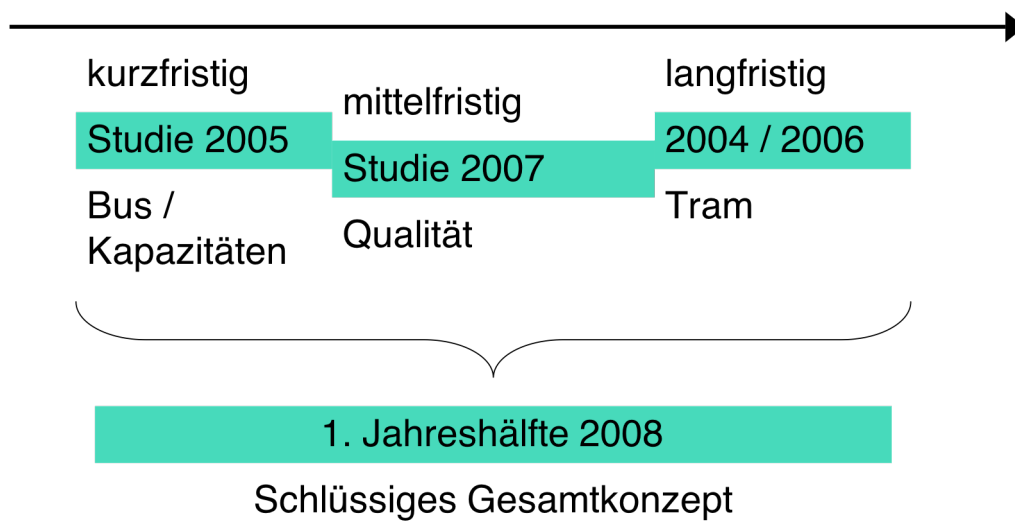 kurzfristig
Studie 2005
Bus /
Kapazitäten
mittelfristig
Studie 2007
Qualität
langfristig
2004 / 2006
Tram
1. Jahreshälfte 2008
Schlüssiges Gesamtkonzept